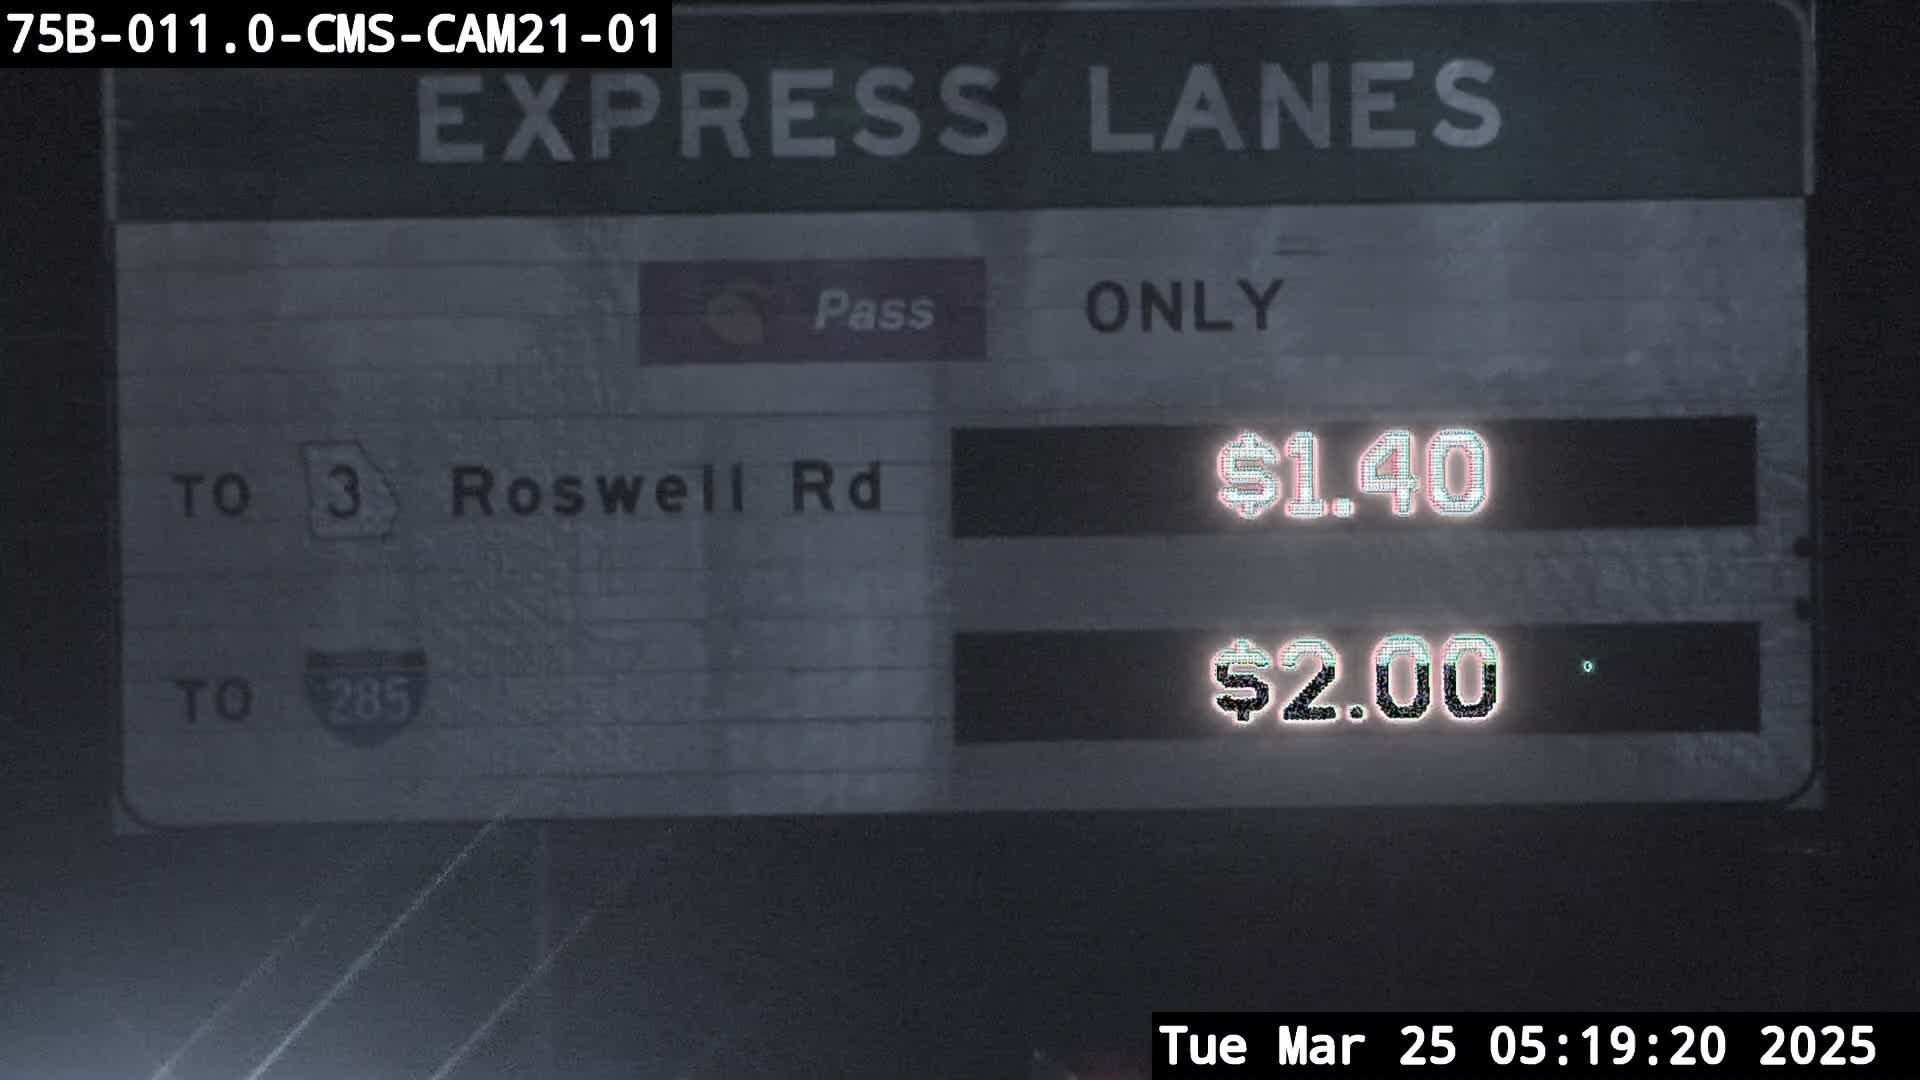 75B-011.0-CMS-CAM21-01
EXPRESS LANES
Pass ONLY
TO 3 Roswell Rd $1.40
TO 285 $2.00
Tue Mar 25 05:19:20 2025